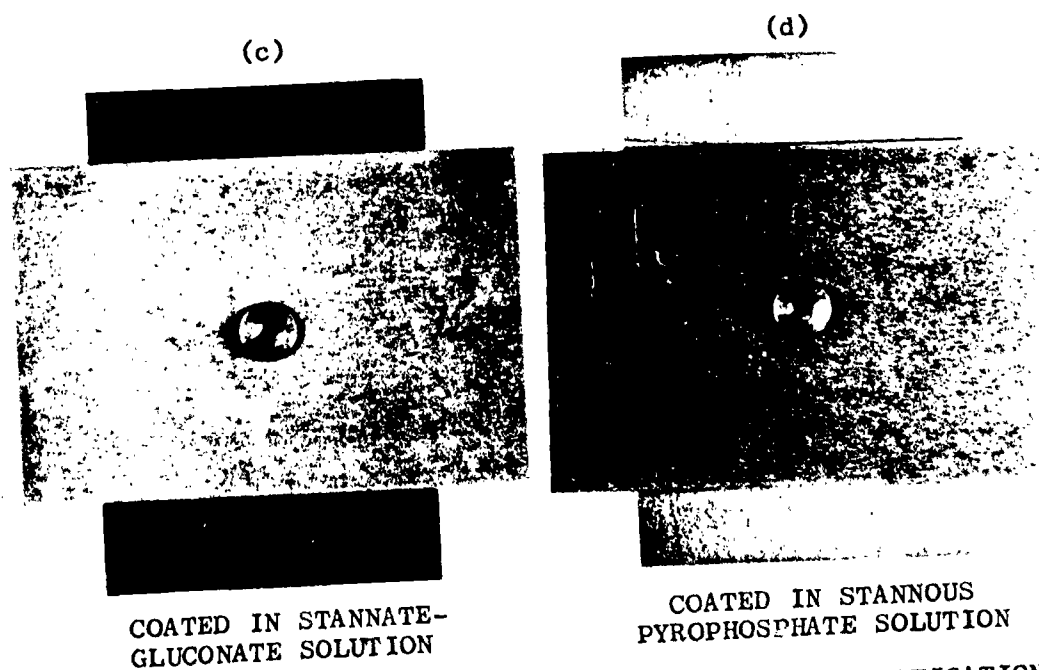 (c)
(d)
COATED IN STANNATE-
GLUCONATE SOLUTION
COATED IN STANNOUS
PYROPHOSPHATE SOLUTION